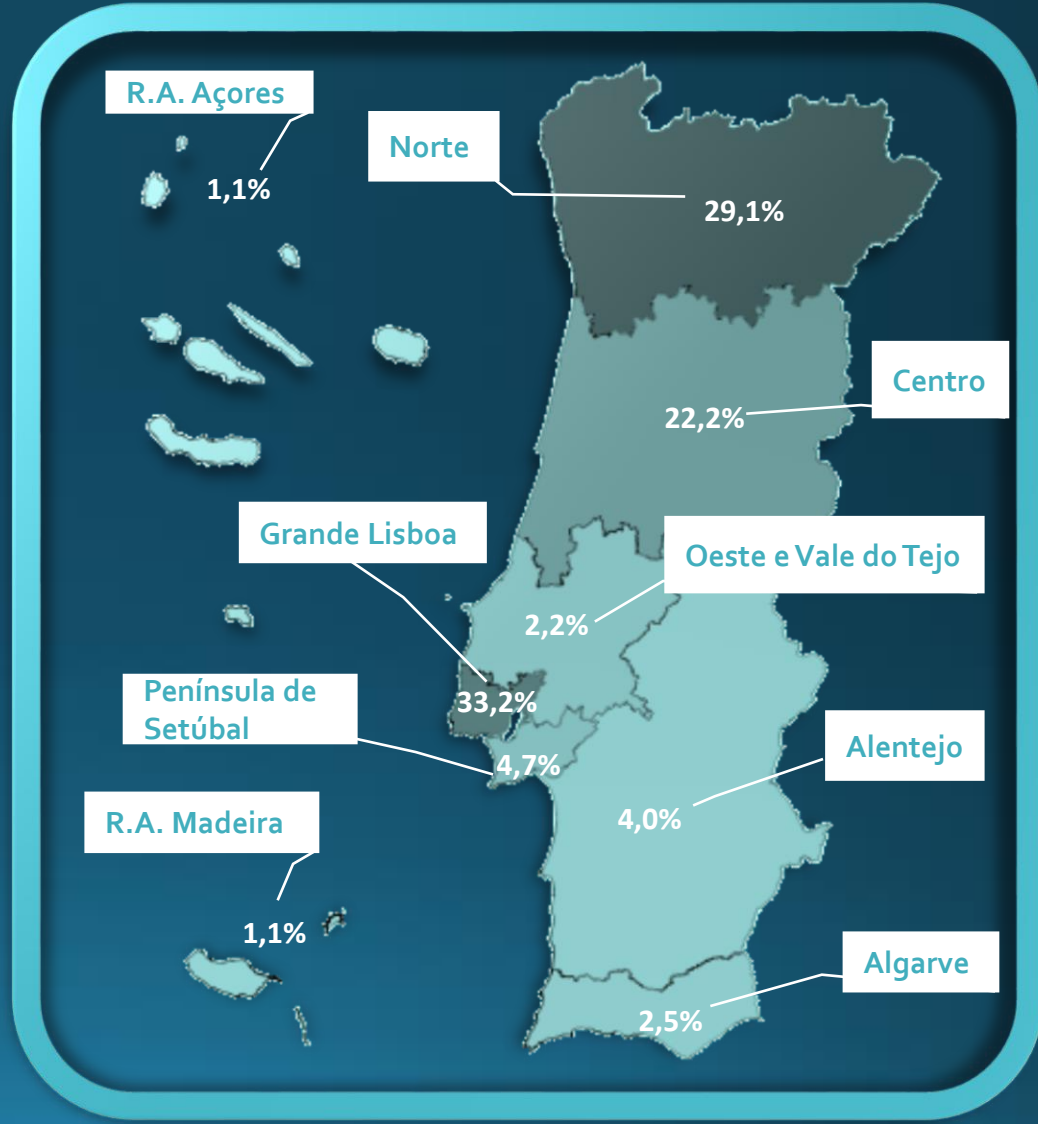 R.A. Açores
1,1%
Norte
29,1%
Centro
22,2%
Grande Lisboa
33,2%
Oeste e Vale do Tejo
2,2%
Península de
Setúbal
4,7%
Alentejo
4,0%
R.A. Madeira
1,1%
Algarve
2,5%